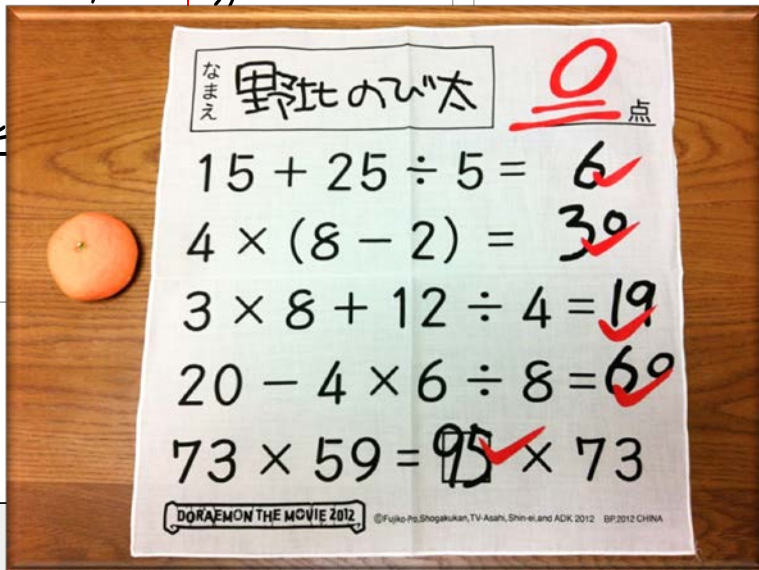 なまえ 野比のび太 0点
15 + 25 ÷ 5 = 6
4 × (8 − 2) = 30
3 × 8 + 12 ÷ 4 = 19
20 − 4 × 6 ÷ 8 = 60
73 × 59 = 95 × 73
DORAEMON THE MOVIE 2012 ©Fujiko-Pro,Shogakukan,TV-Asahi,Shin-ei,and ADK 2012 BP,2012 CHINA